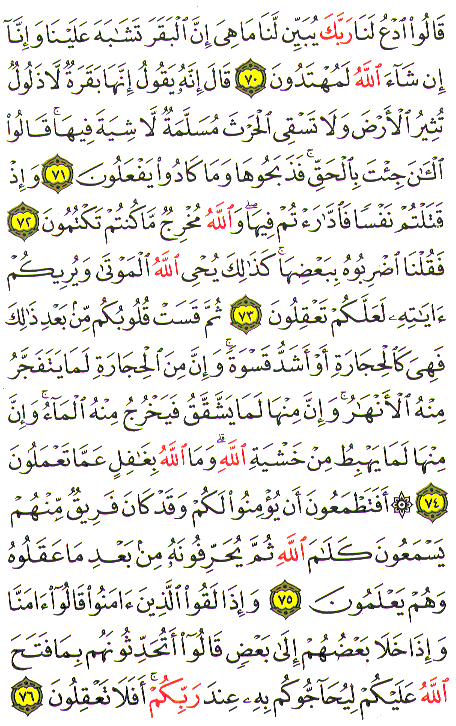 قَالُوا۟ ٱدْعُ لَنَا رَبَّكَ يُبَيِّن لَّنَا مَا هِىَ إِنَّ ٱلْبَقَرَ تَشَٰبَهَ عَلَيْنَا وَإِنَّآ
إِن شَآءَ ٱللَّهُ لَمُهْتَدُونَ ٧٠ قَالَ إِنَّهُۥ يَقُولُ إِنَّهَا بَقَرَةٌ لَّا ذَلُولٌ
تُثِيرُ ٱلْأَرْضَ وَلَا تَسْقِى ٱلْحَرْثَ مُسَلَّمَةٌ لَّا شِيَةَ فِيهَا ۚ قَالُوا۟
ٱلْـَٰٔنَ جِئْتَ بِٱلْحَقِّ ۚ فَذَبَحُوهَا وَمَا كَادُوا۟ يَفْعَلُونَ ٧١ وَإِذْ
قَتَلْتُمْ نَفْسًا فَٱدَّٰرَْٰٔتُمْ فِيهَا ۖ وَٱللَّهُ مُخْرِجٌ مَّا كُنتُمْ تَكْتُمُونَ ٧٢
فَقُلْنَا ٱضْرِبُوهُ بِبَعْضِهَا ۚ كَذَٰلِكَ يُحْىِ ٱللَّهُ ٱلْمَوْتَىٰ وَيُرِيكُمْ
ءَايَٰتِهِۦ لَعَلَّكُمْ تَعْقِلُونَ ٧٣ ثُمَّ قَسَتْ قُلُوبُكُم مِّنۢ بَعْدِ ذَٰلِكَ
فَهِىَ كَٱلْحِجَارَةِ أَوْ أَشَدُّ قَسْوَةً ۚ وَإِنَّ مِنَ ٱلْحِجَارَةِ لَمَا يَتَفَجَّرُ
مِنْهُ ٱلْأَنْهَٰرُ ۚ وَإِنَّ مِنْهَا لَمَا يَشَّقَّقُ فَيَخْرُجُ مِنْهُ ٱلْمَآءُ ۚ وَإِنَّ
مِنْهَا لَمَا يَهْبِطُ مِنْ خَشْيَةِ ٱللَّهِ ۗ وَمَا ٱللَّهُ بِغَٰفِلٍ عَمَّا تَعْمَلُونَ
٧٤ ۞ أَفَتَطْمَعُونَ أَن يُؤْمِنُوا۟ لَكُمْ وَقَدْ كَانَ فَرِيقٌ مِّنْهُمْ
يَسْمَعُونَ كَلَٰمَ ٱللَّهِ ثُمَّ يُحَرِّفُونَهُۥ مِنۢ بَعْدِ مَا عَقَلُوهُ
وَهُمْ يَعْلَمُونَ ٧٥ وَإِذَا لَقُوا۟ ٱلَّذِينَ ءَامَنُوا۟ قَالُوٓا۟ ءَامَنَّا
وَإِذَا خَلَا بَعْضُهُمْ إِلَىٰ بَعْضٍ قَالُوٓا۟ أَتُحَدِّثُونَهُم بِمَا فَتَحَ
ٱللَّهُ عَلَيْكُمْ لِيُحَآجُّوكُم بِهِۦ عِندَ رَبِّكُمْ ۚ أَفَلَا تَعْقِلُونَ ٧٦